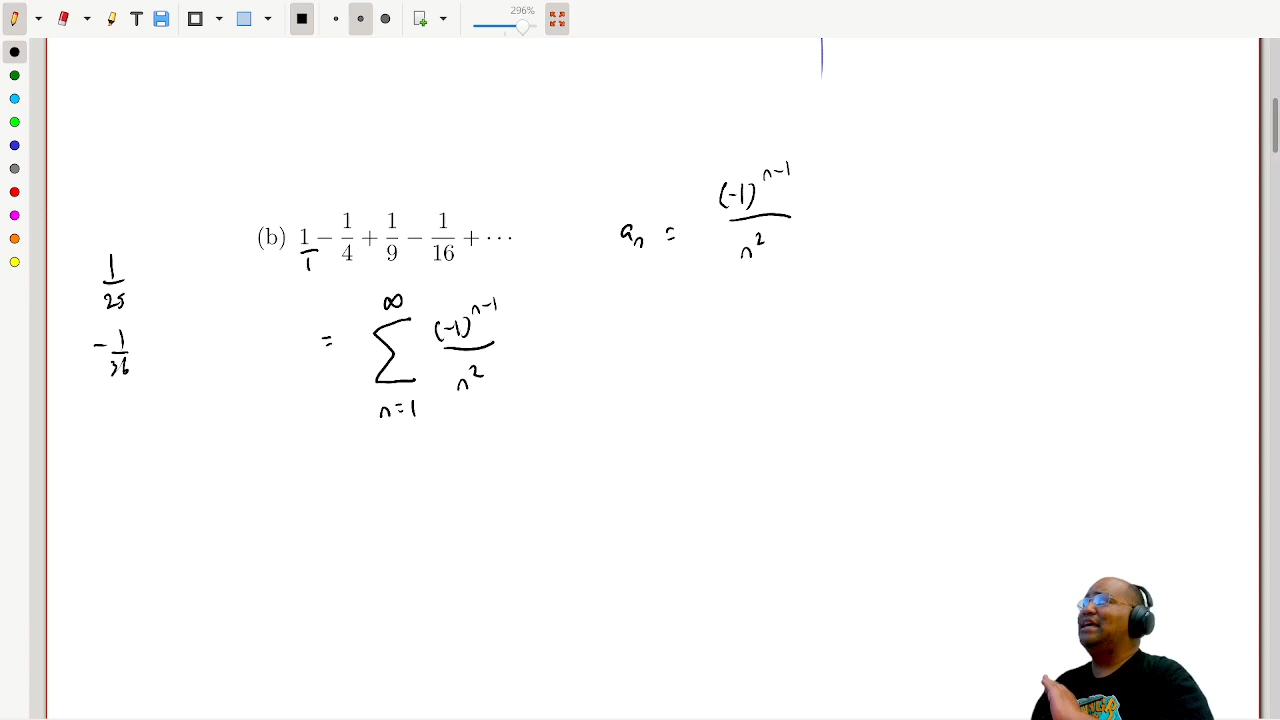 296%
(-1)^{n-1}
(b) 1 - 1/4 + 1/9 - 1/16 + ⋯ a_n = (-1)^{n-1}/n^2
1
1/25
= ∑_{n=1}^{∞} (-1)^{n-1}/n^2
-1/36